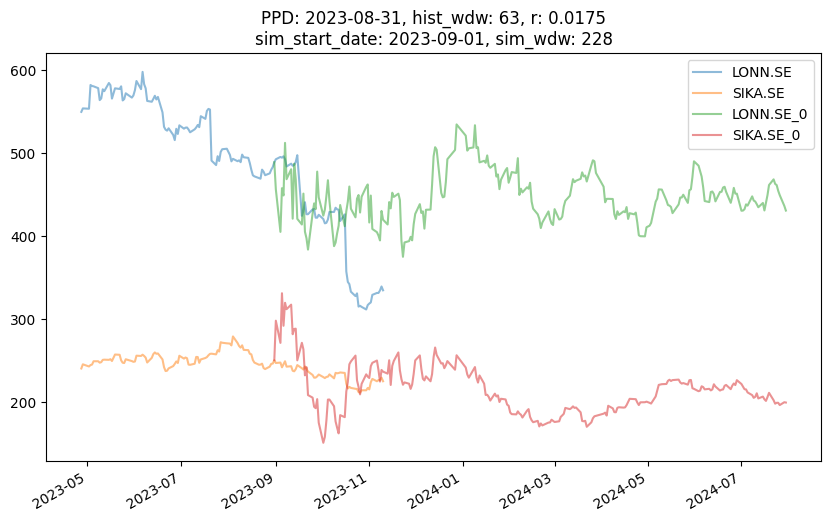 PPD: 2023-08-31, hist_wdw: 63, r: 0.0175
sim_start_date: 2023-09-01, sim_wdw: 228
LONN.SE
SIKA.SE
LONN.SE_0
SIKA.SE_0
600
500
400
300
200
2023-05
2023-07
2023-09
2023-11
2024-01
2024-03
2024-05
2024-07